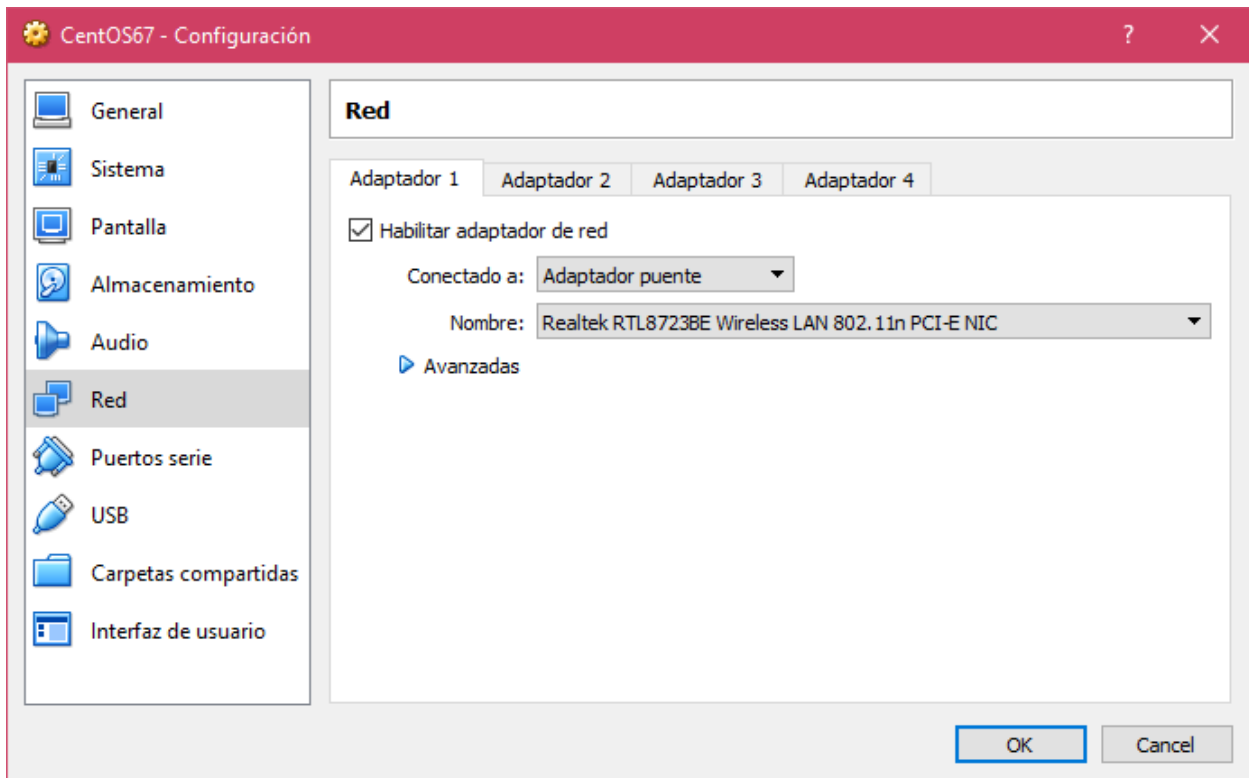 CentOS67 - Configuración
?
General
Sistema
Pantalla
Almacenamiento
Audio
Red
Puertos serie
USB
Carpetas compartidas
Interfaz de usuario
Red
Adaptador 1 Adaptador 2 Adaptador 3 Adaptador 4
Habilitar adaptador de red
Conectado a: Adaptador puente
Nombre: Realtek RTL8723BE Wireless LAN 802.11n PCI-E NIC
Avanzadas
OK Cancel